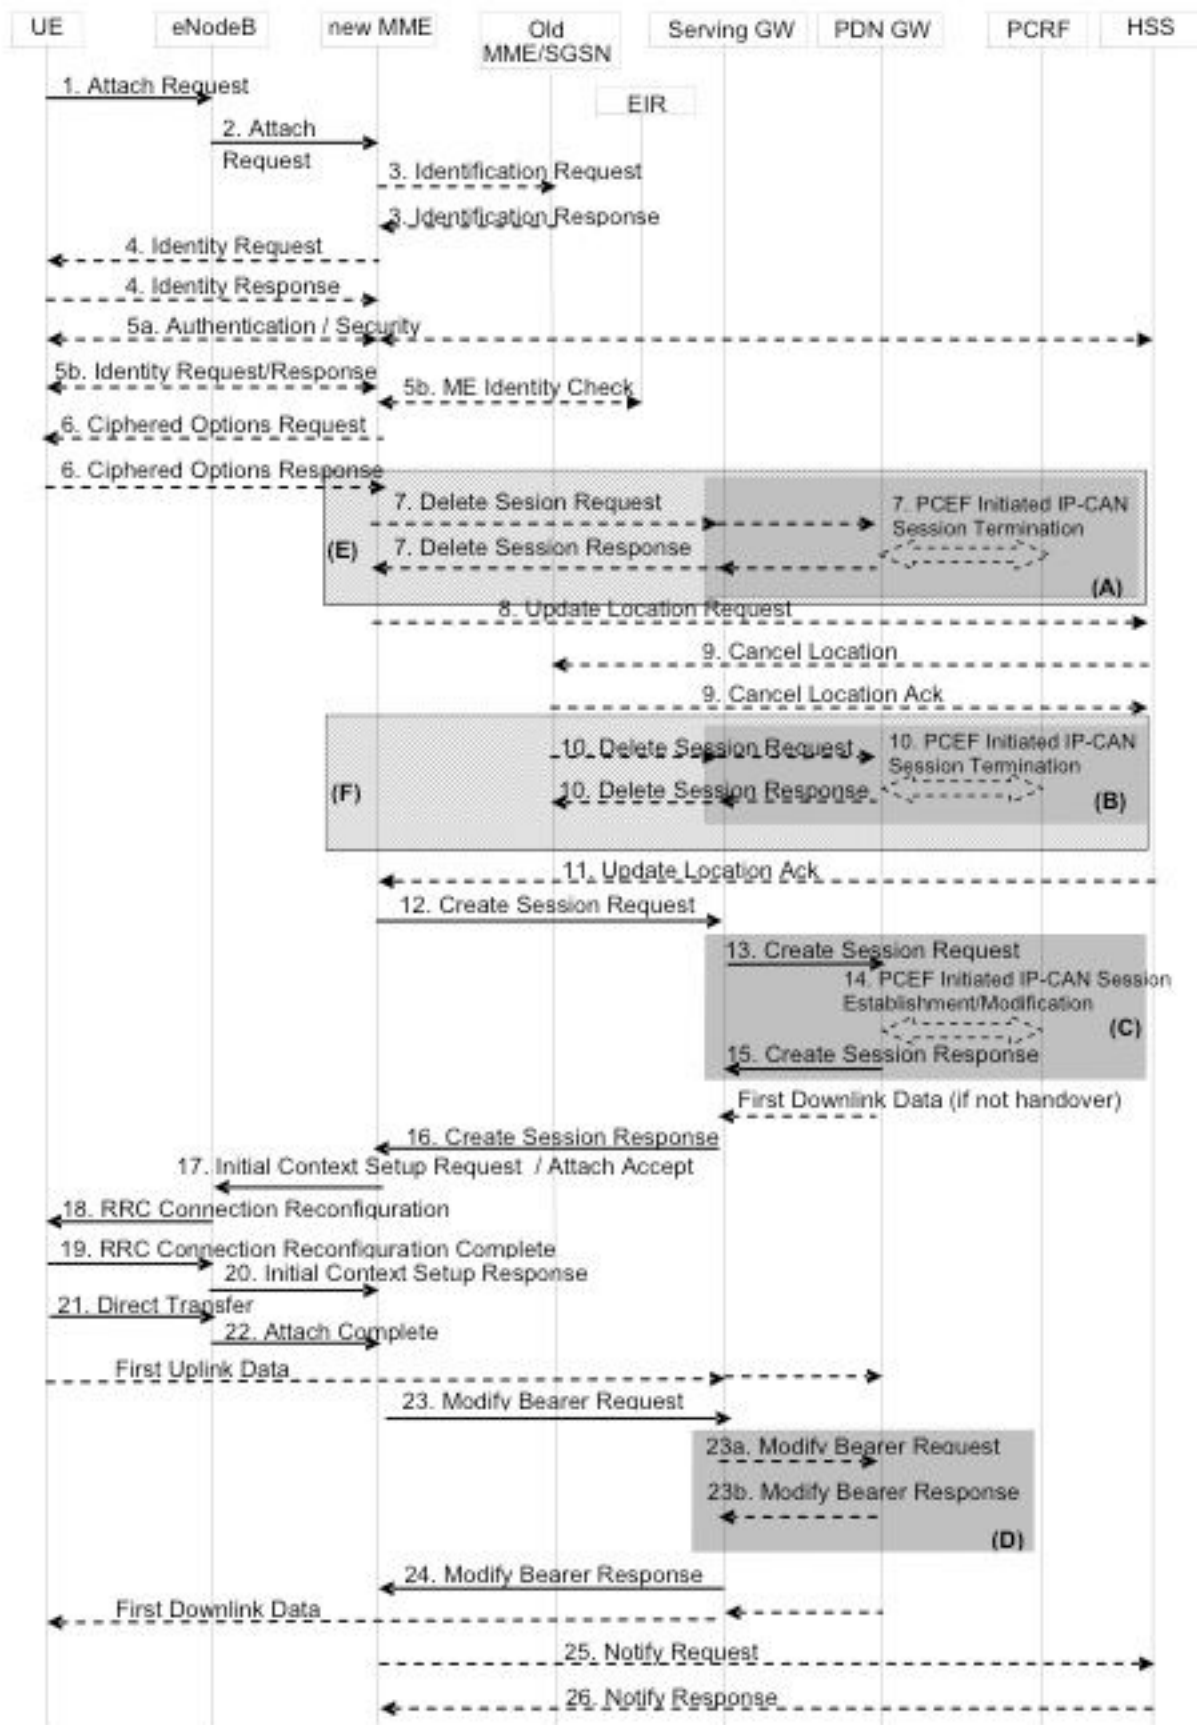 UE
eNodeB
new MME
Old
MME/SGSN
Serving GW
PDN GW
PCRF
HSS
EIR
1. Attach Request
2. Attach
Request
3. Identification Request
3. Identification Response
4. Identity Request
4. Identity Response
5a. Authentication / Security
5b. Identity Request/Response
5b. ME Identity Check
6. Ciphered Options Request
6. Ciphered Options Response
7. Delete Sesion Request
7. PCEF Initiated IP-CAN
Session Termination
(E)
7. Delete Session Response
(A)
8. Update Location Request
9. Cancel Location
9. Cancel Location Ack
10. Delete Session Request
10. PCEF Initiated IP-CAN
Session Termination
(F)
10. Delete Session Response
(B)
11. Update Location Ack
12. Create Session Request
13. Create Session Request
14. PCEF Initiated IP-CAN Session
Establishment/Modification
(C)
15. Create Session Response
First Downlink Data (if not handover)
16. Create Session Response
17. Initial Context Setup Request / Attach Accept
18. RRC Connection Reconfiguration
19. RRC Connection Reconfiguration Complete
20. Initial Context Setup Response
21. Direct Transfer
22. Attach Complete
First Uplink Data
23. Modify Bearer Request
23a. Modify Bearer Request
23b. Modify Bearer Response
(D)
24. Modify Bearer Response
First Downlink Data
25. Notify Request
26. Notify Response